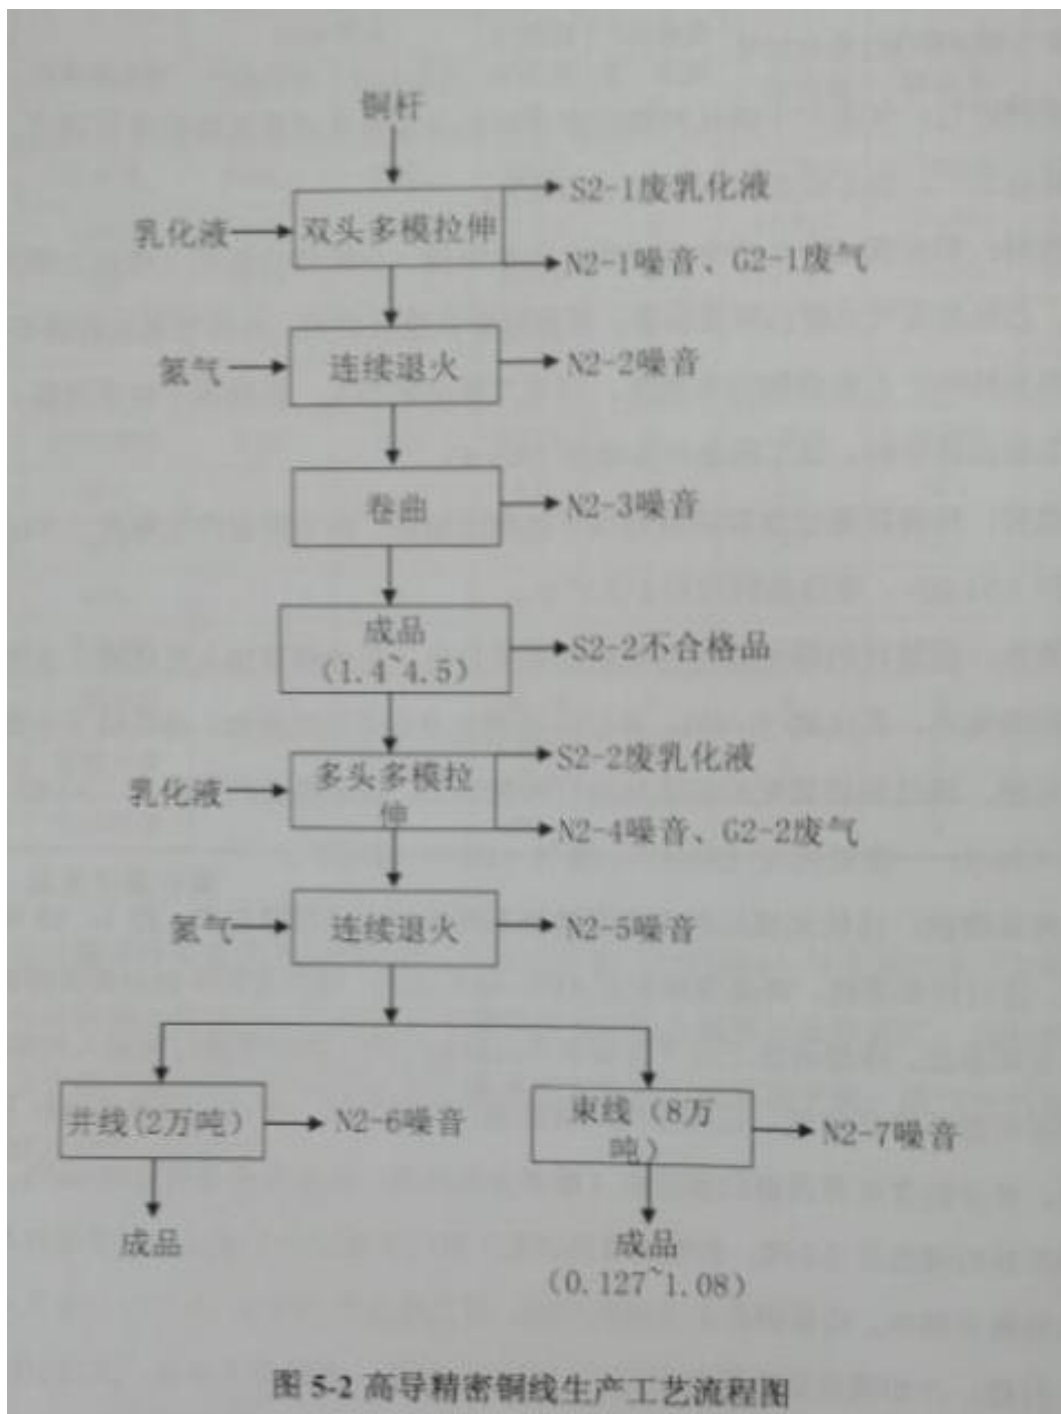 铜杆
S2-1废乳化液
乳化液
双头多模拉伸
N2-1噪音、G2-1废气
氮气
连续退火
N2-2噪音
卷曲
N2-3噪音
成品
(1.4~4.5)
S2-2不合格品
S2-2废乳化液
乳化液
多头多模拉
伸
N2-4噪音、G2-2废气
氮气
连续退火
N2-5噪音
并线(2万吨)
N2-6噪音
束线（8万
吨）
N2-7噪音
成品
成品
(0.127~1.08)
图 5-2 高导精密铜线生产工艺流程图